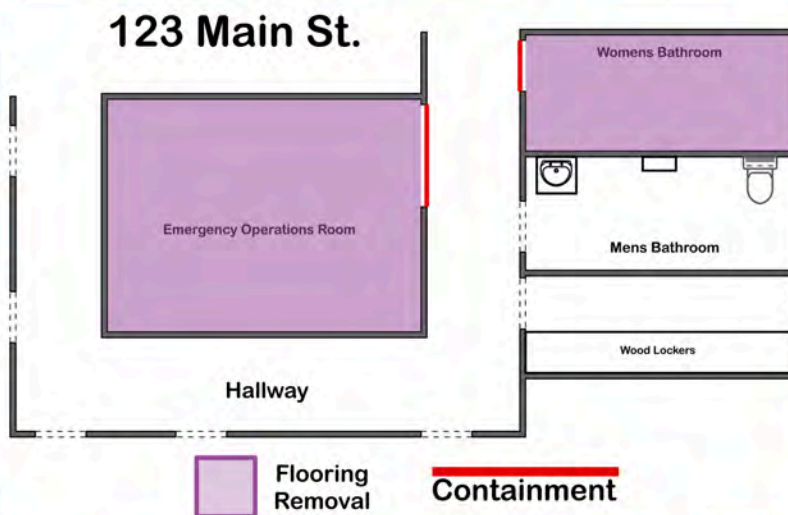 123 Main St.
Womens Bathroom
Emergency Operations Room
Mens Bathroom
Wood Lockers
Hallway
Flooring
Removal
Containment